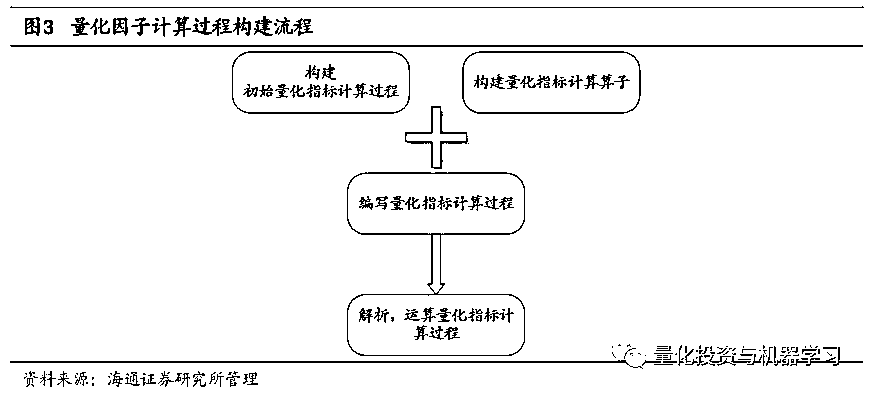 图3 量化因子计算过程构建流程
构建
初始量化指标计算过程
构建量化指标计算算子
编写量化指标计算过程
解析，运算量化指标计
算过程
量化投资与机器学习
资料来源：海通证券研究所管理